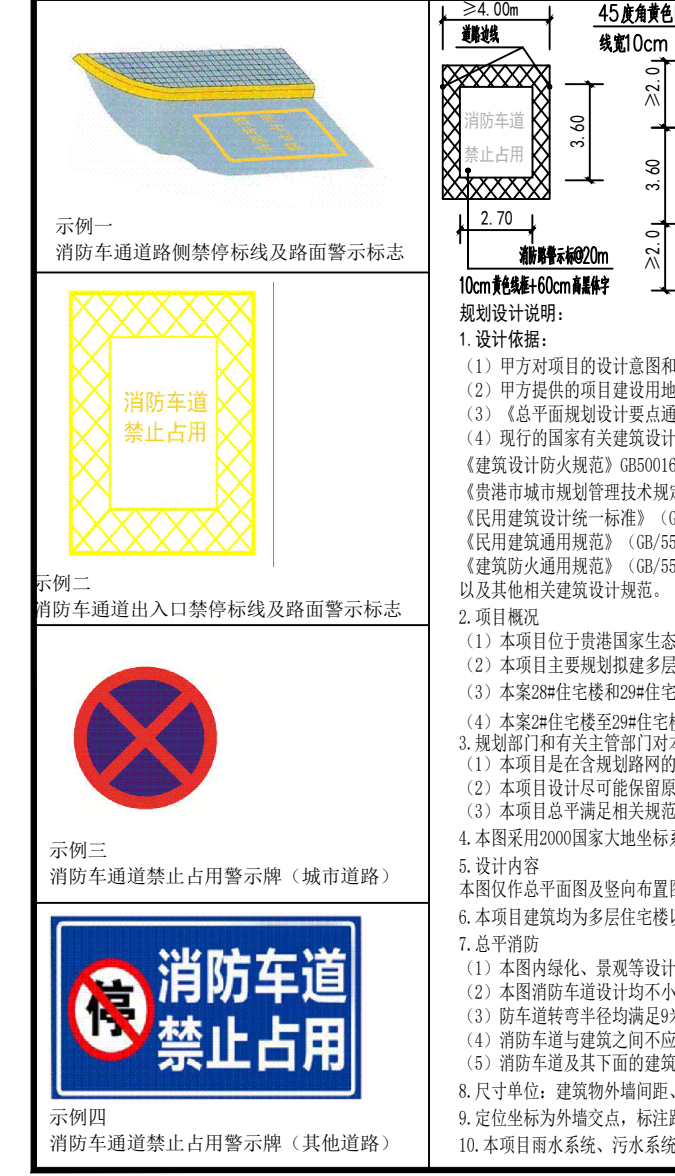 示例一
消防车通道路侧禁停标线及路面警示标志
消防车道
禁止占用
示例二
消防车通道出入口禁停标线及路面警示标志
示例三
消防车通道禁止占用警示牌（城市道路）
停
消防车道
禁止占用
示例四
消防车通道禁止占用警示牌（其他道路）
≥4.00m
道路边线
45度角黄色
线宽10cm
消防车道
禁止占用
3.60
2.70
≥2.0
3.60
≥2.0
消防路警示标@20m
10cm黄色线框+60cm高黑体字
规划设计说明：
1.设计依据：
（1）甲方对项目的设计意图和
（2）甲方提供的项目建设用地
（3）《总平面规划设计要点通
（4）现行的国家有关建筑设计
《建筑设计防火规范》GB50016
《贵港市城市规划管理技术规定
《民用建筑设计统一标准》（G
《民用建筑通用规范》（GB/55
《建筑防火通用规范》（GB/55
以及其他相关建筑设计规范。
2.项目概况
（1）本项目位于贵港国家生态
（2）本项目主要规划拟建多层
（3）本案28#住宅楼和29#住宅
（4）本案2#住宅楼至29#住宅楼
3.规划部门和有关主管部门对本
（1）本项目是在含规划路网的
（2）本项目设计尽可能保留原
（3）本项目总平满足相关规范
4.本图采用2000国家大地坐标系
5.设计内容
本图仅作总平面图及竖向布置图
6.本项目建筑均为多层住宅楼以
7.总平消防
（1）本图内绿化、景观等设计
（2）本图消防车道设计均不小
（3）防车道转弯半径均满足9米
（4）消防车道与建筑之间不应
（5）消防车道及其下面的建筑
8.尺寸单位：建筑物外墙间距、
9.定位坐标为外墙交点，标注距
10.本项目雨水系统、污水系统